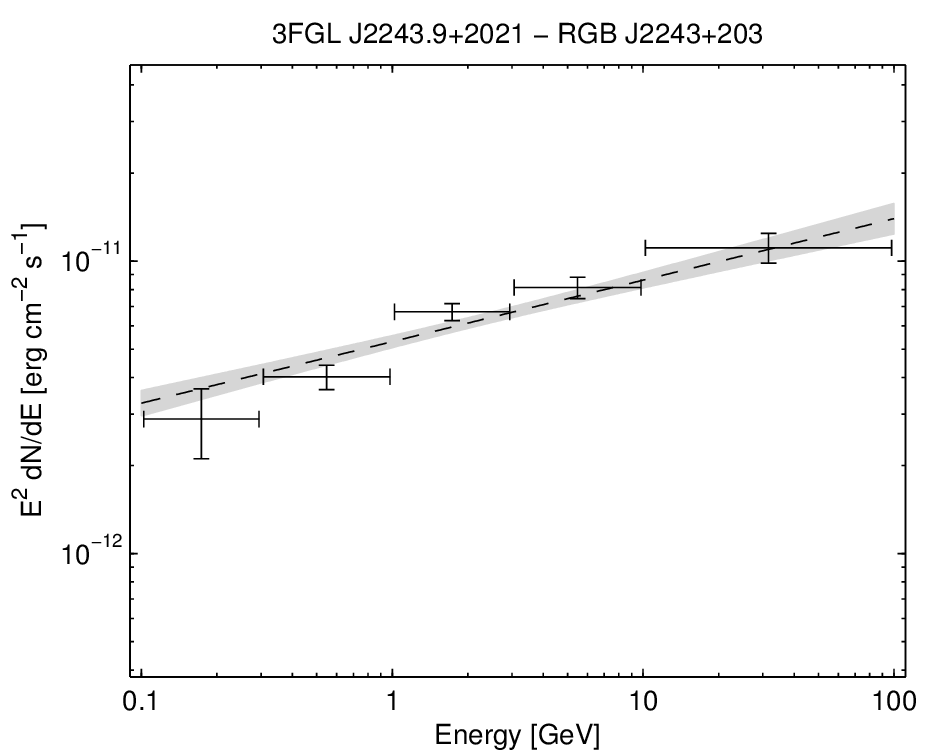 3FGL J2243.9+2021 − RGB J2243+203
E² dN/dE [erg cm⁻² s⁻¹]
10⁻¹¹
10⁻¹²
0.1 1 10 100
Energy [GeV]